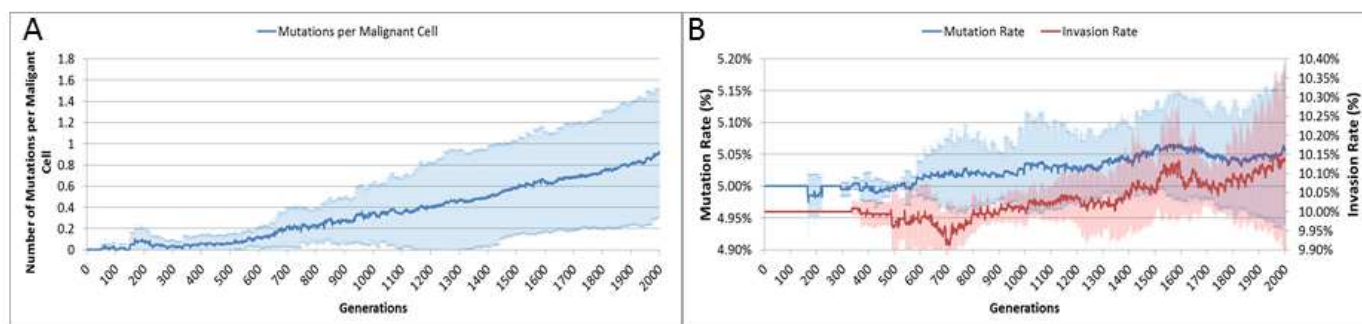 A
Mutations per Malignant Cell
Number of Mutations per Maligant
Cell
1.8
1.6
1.4
1.2
1
0.8
0.6
0.4
0.2
0
0 100 200 300 400 500 600 700 800 900 1000 1100 1200 1300 1400 1500 1600 1700 1800 1900 2000
Generations
B
Mutation Rate Invasion Rate
Mutation Rate (%)
5.20%
5.15%
5.10%
5.05%
5.00%
4.95%
4.90%
10.40%
10.35%
10.30%
10.25%
10.20%
10.15%
10.10%
10.05%
10.00%
9.95%
9.90%
Invasion Rate (%)
0 100 200 300 400 500 600 700 800 900 1000 1100 1200 1300 1400 1500 1600 1700 1800 1900 2000
Generations